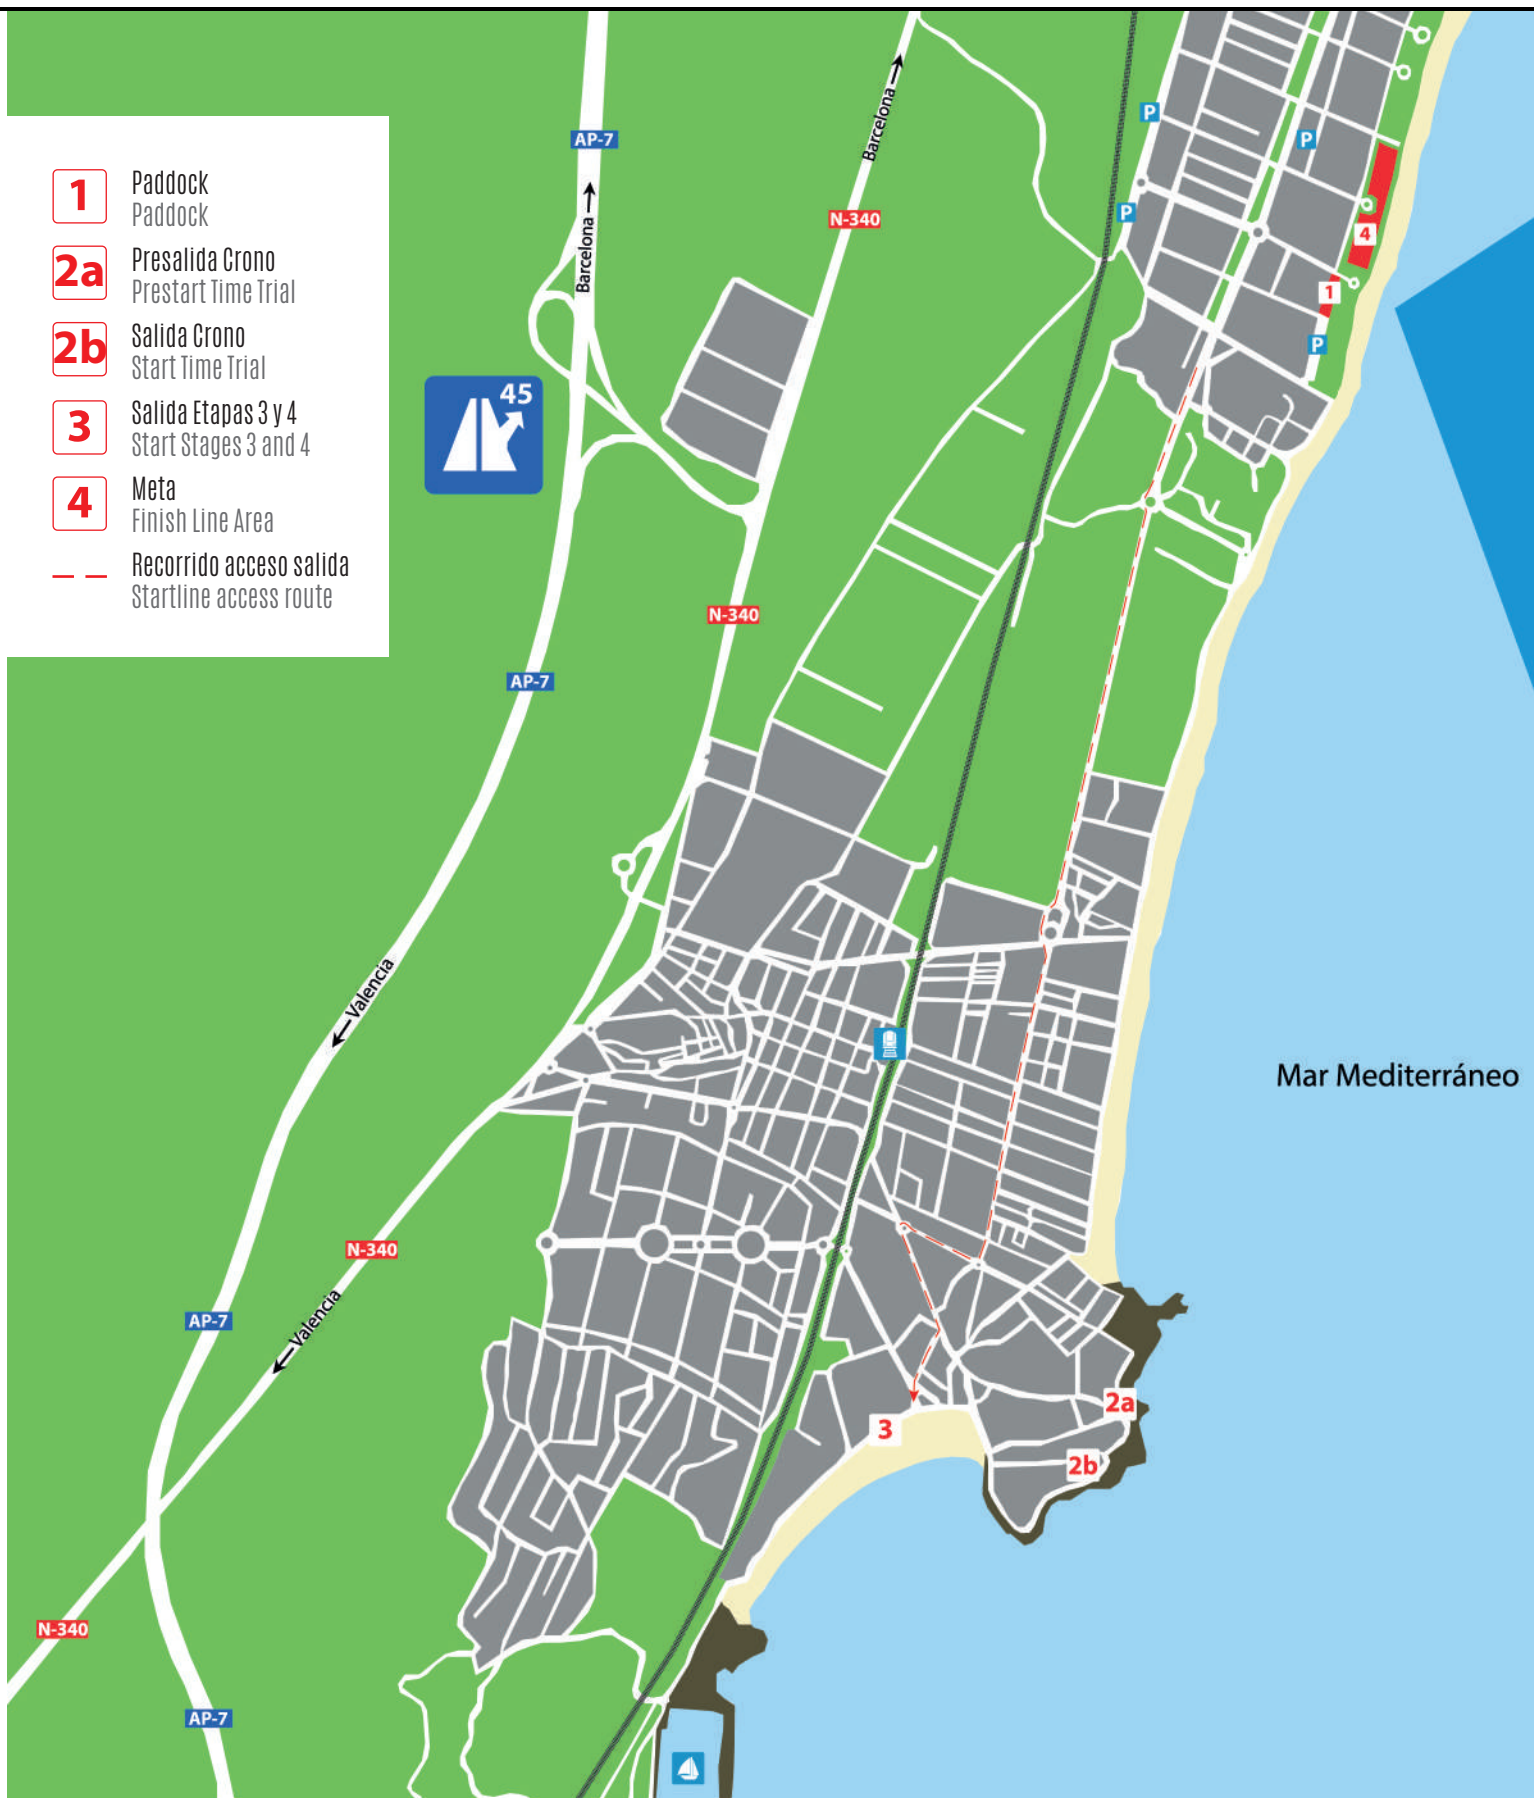 1
Paddock
Paddock
2a
Presalida Crono
Prestart Time Trial
2b
Salida Crono
Start Time Trial
3
Salida Etapas 3 y 4
Start Stages 3 and 4
4
Meta
Finish Line Area
Recorrido acceso salida
Startline access route
AP-7
Barcelona
Barcelona
N-340
P
P
P
4
1
P
45
N-340
AP-7
Valencia
Mar Mediterráneo
N-340
AP-7
Valencia
2a
3
2b
N-340
AP-7